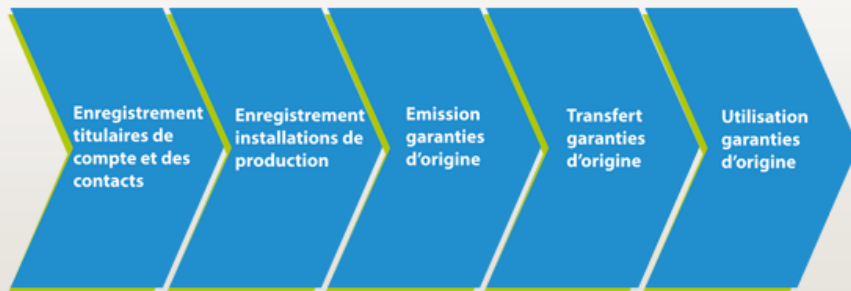 Enregistrement
titulaires de
compte et des
contacts
Enregistrement
installations de
production
Emission
garanties
d'origine
Transfert
garanties
d'origine
Utilisation
garanties
d'origine